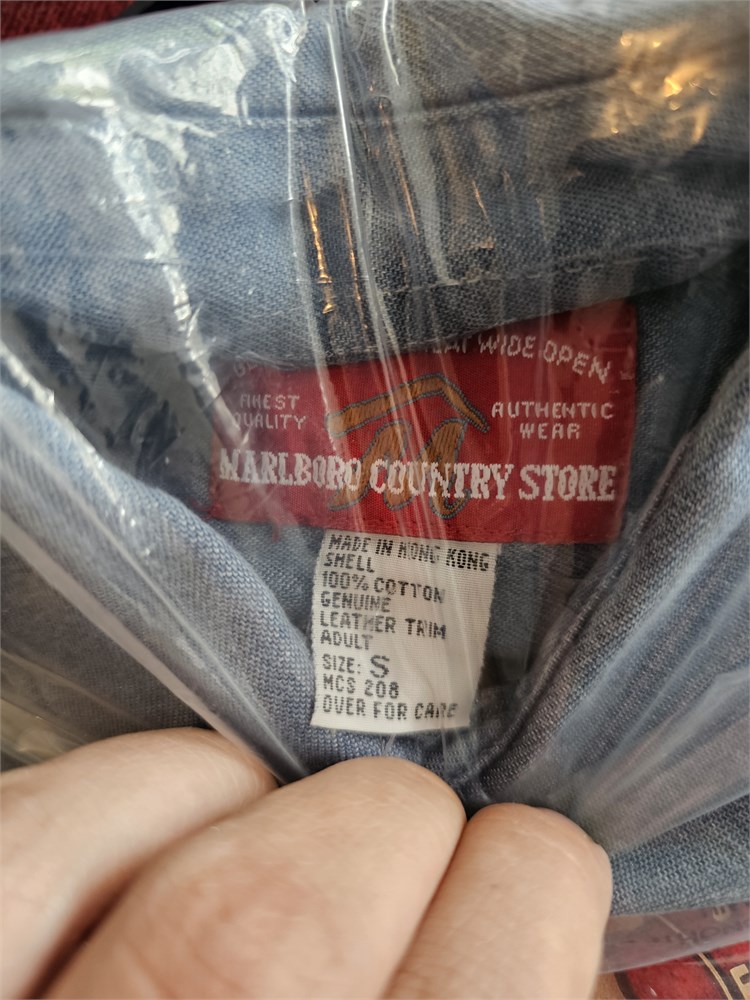 WIDE OPEN
FINEST
QUALITY
AUTHENTIC
WEAR
MARLBORO COUNTRY STORE
MADE IN HONG KONG
SHELL
100% COTTON
GENUINE
LEATHER TRIM
ADULT
SIZE: S
MCS 208
OVER FOR CARE